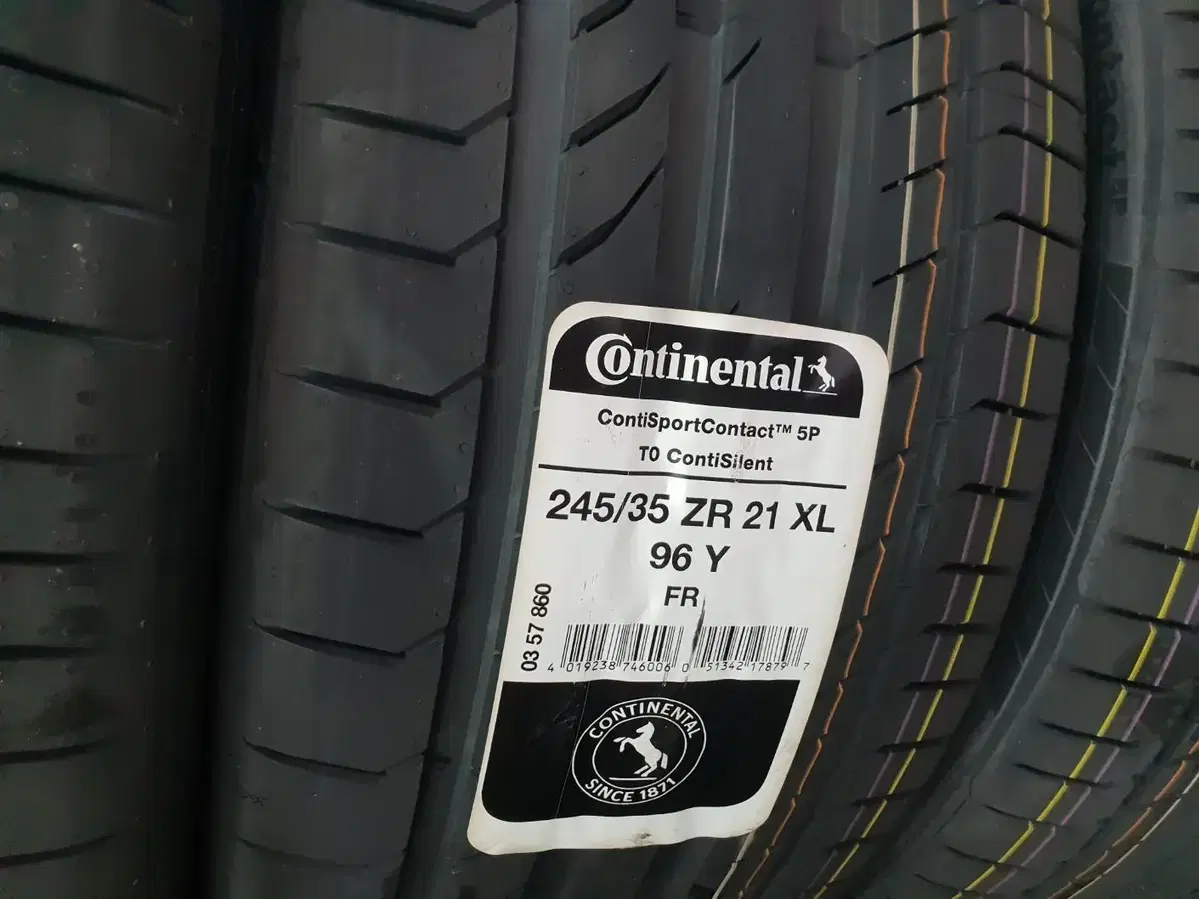 Continental
ContiSportContact™ 5P
T0 ContiSilent
245/35 ZR 21 XL
96 Y
FR
03 57 860
4 019238 746006 0 51342 17879 7
CONTINENTAL
SINCE 1871